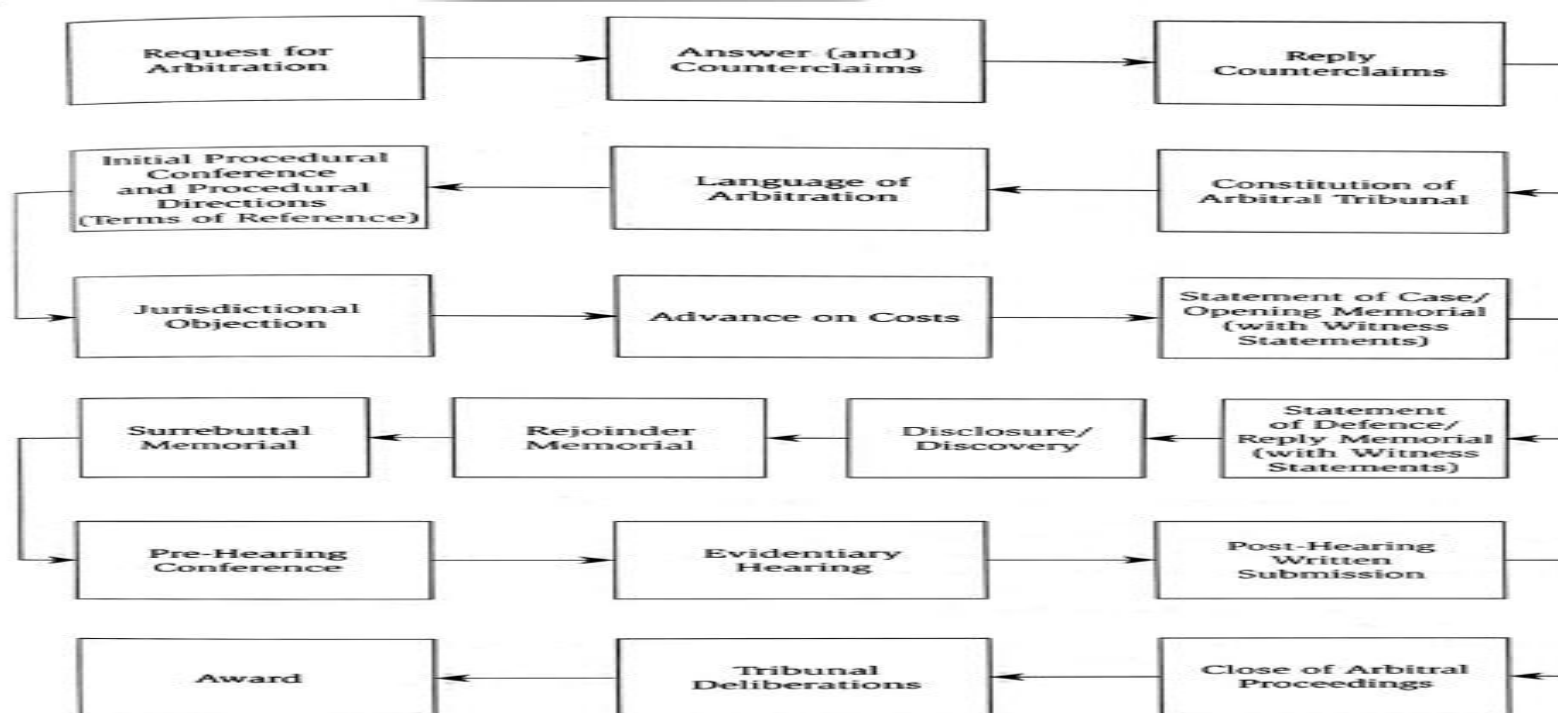 Request for
Arbitration
Answer (and)
Counterclaims
Reply
Counterclaims
Initial Procedural
Conference
and Procedural
Directions
(Terms of Reference)
Language of
Arbitration
Constitution of
Arbitral Tribunal
Jurisdictional
Objection
Advance on Costs
Statement of Case/
Opening Memorial
(with Witness
Statements)
Surrebuttal
Memorial
Rejoinder
Memorial
Disclosure/
Discovery
Statement
of Defence/
Reply Memorial
(with Witness
Statements)
Pre-Hearing
Conference
Evidentiary
Hearing
Post-Hearing
Written
Submission
Award
Tribunal
Deliberations
Close of Arbitral
Proceedings